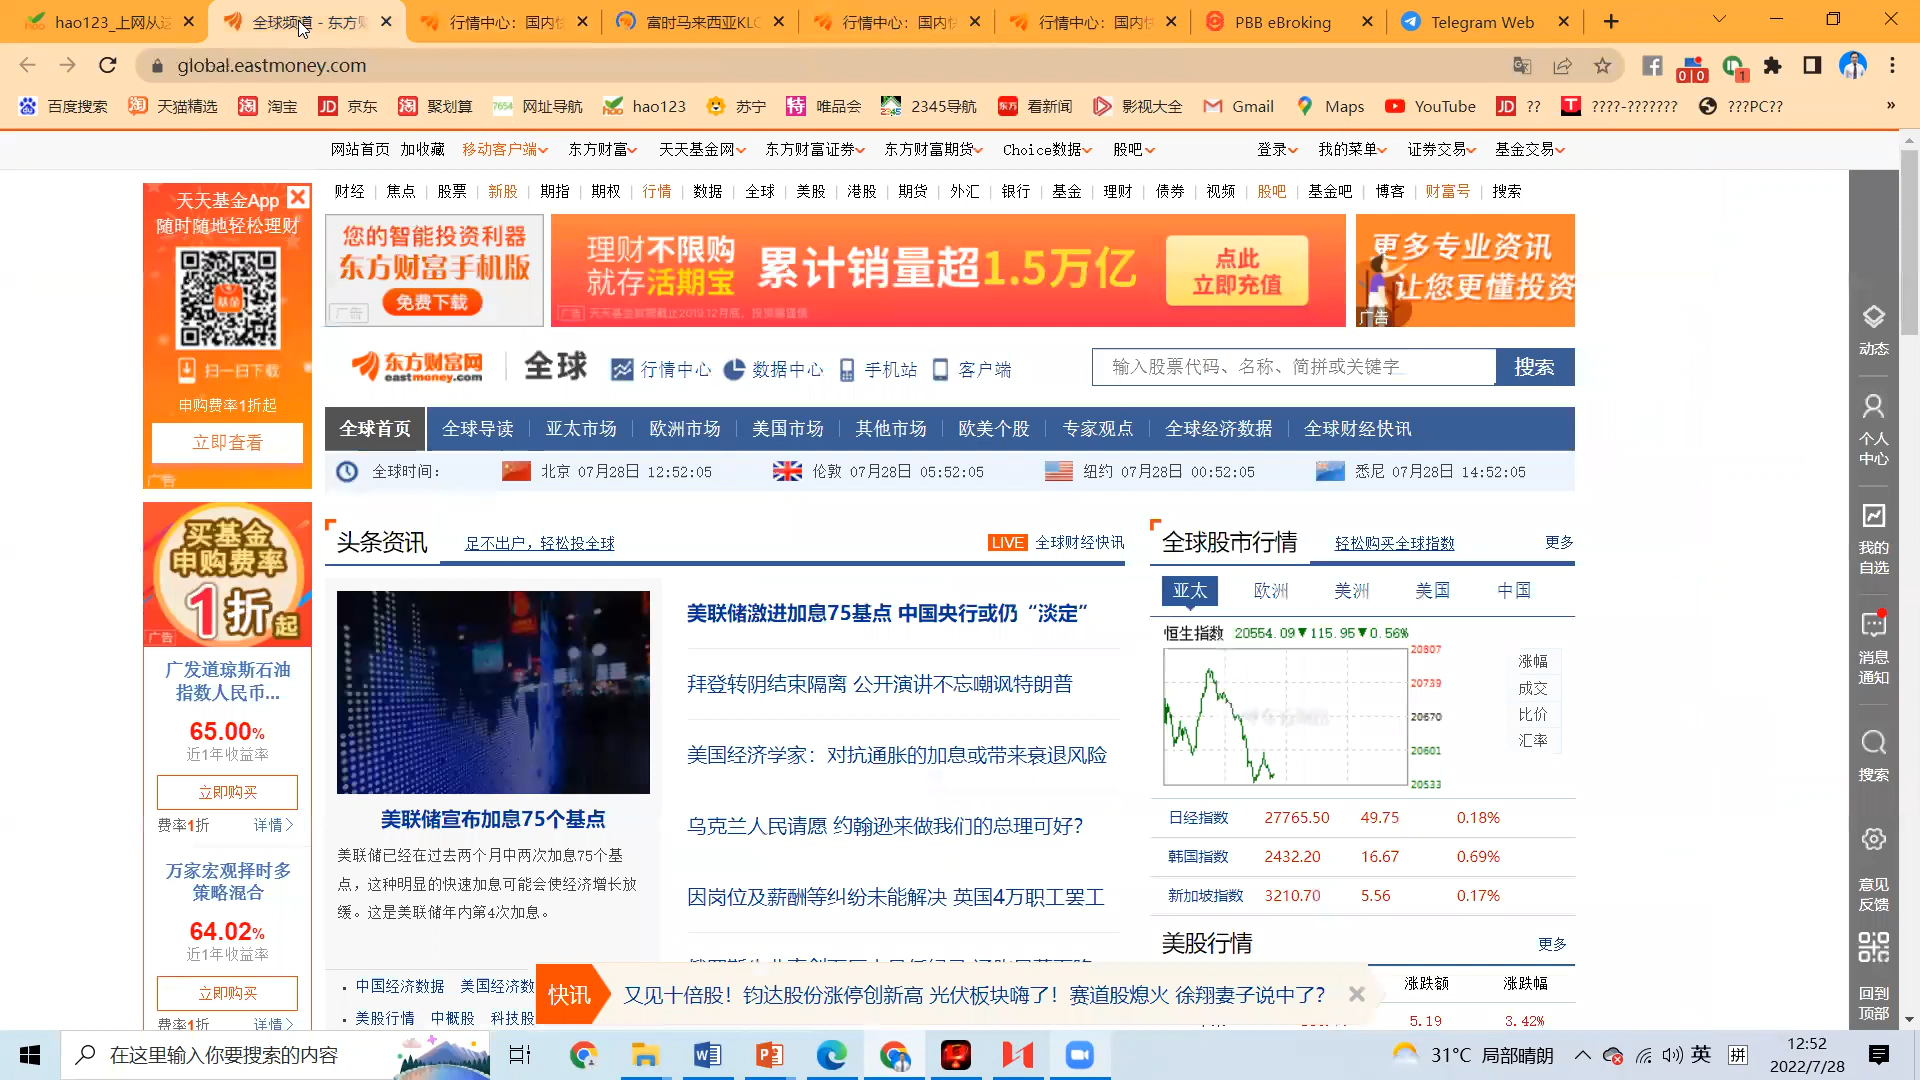 hao123_上网从这
全球频道 - 东方财
行情中心：国内快
富时马来西亚KLC
行情中心：国内快
行情中心：国内快
PBB eBroking
Telegram Web
global.eastmoney.com
百度搜索
天猫精选
淘宝
京东
聚划算
网址导航
hao123
苏宁
唯品会
2345导航
看新闻
影视大全
Gmail
Maps
YouTube
??
????-???????
???PC??
网站首页 加收藏 移动客户端 东方财富 天天基金网 东方财富证券 东方财富期货 Choice数据 股吧 登录 我的菜单 证券交易 基金交易
财经 | 焦点 | 股票 | 新股 | 期指 | 期权 | 行情 | 数据 | 全球 | 美股 | 港股 | 期货 | 外汇 | 银行 | 基金 | 理财 | 债券 | 视频 | 股吧 | 基金吧 | 博客 | 财富号 | 搜索
天天基金App
随时随地轻松理财
基金
扫一扫下载
申购费率1折起
立即查看
广告
您的智能投资利器
东方财富手机版
免费下载
广告
理财不限购
就存活期宝
累计销量超1.5万亿
点此
立即充值
广告
更多专业资讯
让您更懂投资
广告
东方财富网
eastmoney.com
全球
行情中心
数据中心
手机站
客户端
输入股票代码、名称、简拼或关键字
搜索
全球首页 全球导读 亚太市场 欧洲市场 美国市场 其他市场 欧美个股 专家观点 全球经济数据 全球财经快讯
全球时间： 北京 07月28日 12:52:05 伦敦 07月28日 05:52:05 纽约 07月28日 00:52:05 悉尼 07月28日 14:52:05
买基金
申购费率
1折起
广告
广发道琼斯石油
指数人民币...
65.00%
近1年收益率
立即购买
费率1折 详情>
万家宏观择时多
策略混合
64.02%
近1年收益率
立即购买
费率1折 详情>
头条资讯
足不出户，轻松投全球
LIVE 全球财经快讯
美联储宣布加息75个基点
美联储已经在过去两个月中两次加息75个基
点，这种明显的快速加息可能会使经济增长放
缓。这是美联储年内第4次加息。
中国经济数据 美国经济数
美股行情 中概股 科技股
美联储激进加息75基点 中国央行或仍“淡定”
拜登转阴结束隔离 公开演讲不忘嘲讽特朗普
美国经济学家：对抗通胀的加息或带来衰退风险
乌克兰人民请愿 约翰逊来做我们的总理可好？
因岗位及薪酬等纠纷未能解决 英国4万职工罢工
快讯
又见十倍股！钧达股份涨停创新高 光伏板块嗨了！赛道股熄火 徐翔妻子说中了？
全球股市行情
轻松购买全球指数
更多
亚太 欧洲 美洲 美国 中国
恒生指数 20554.09▼115.95▼0.56%
20807
20739
20670
20601
20533
涨幅
成交
比价
汇率
日经指数 27765.50 49.75 0.18%
韩国指数 2432.20 16.67 0.69%
新加坡指数 3210.70 5.56 0.17%
美股行情
更多
涨跌额 涨跌幅
5.19 3.42%
动态
个人
中心
我的
自选
消息
通知
搜索
意见
反馈
回到
顶部
在这里输入你要搜索的内容
31°C 局部晴朗
英
拼
12:52
2022/7/28